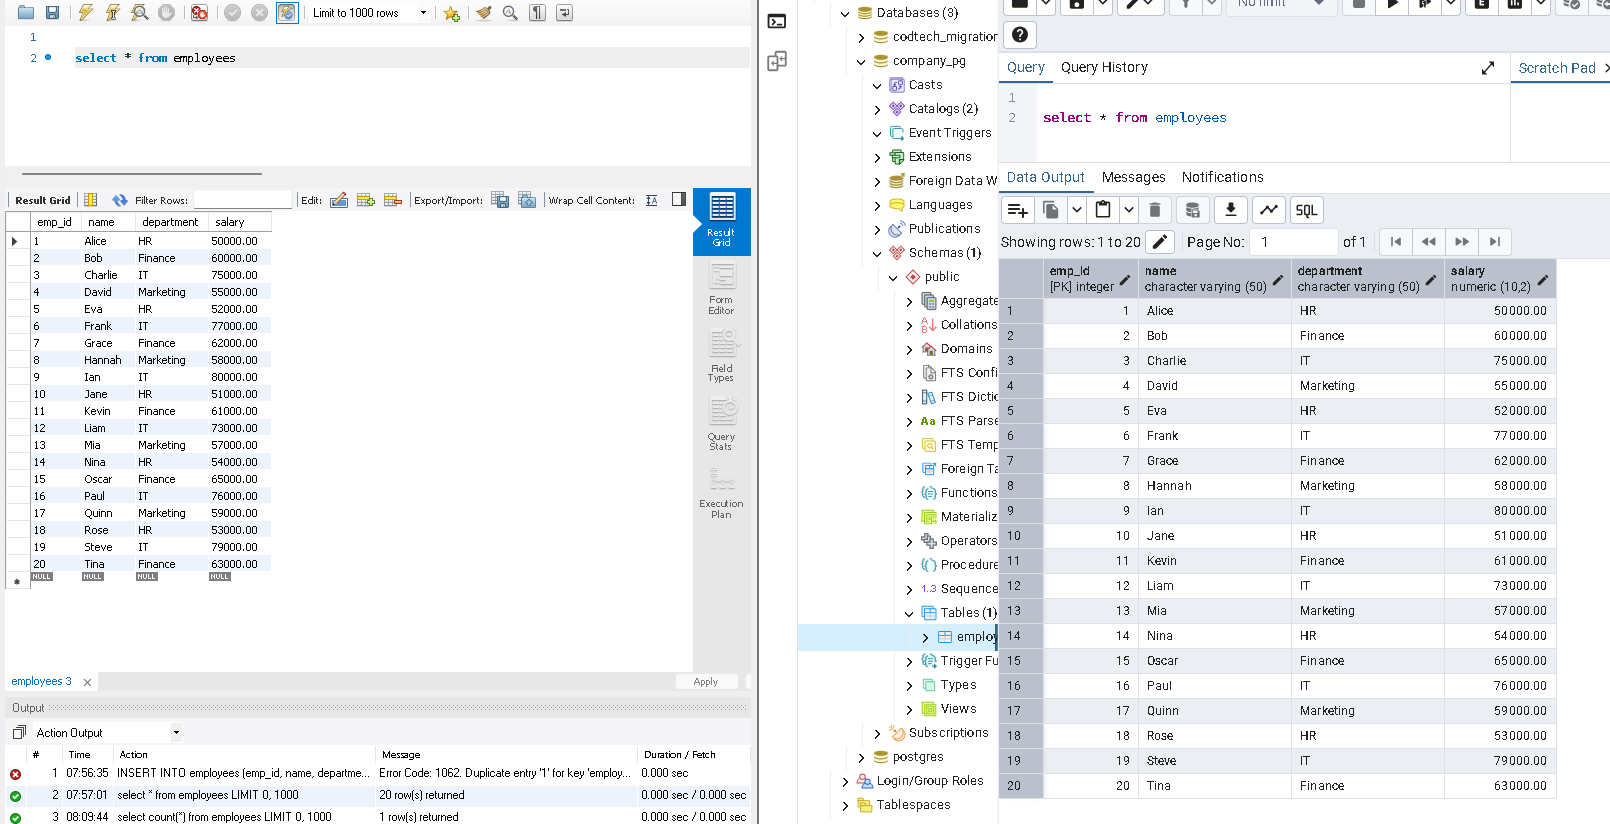 Limit to 1000 rows
1
2 select * from employees
Result Grid Filter Rows: Edit: Export/Import: Wrap Cell Content: IA
emp_id name department salary
1 Alice HR 50000.00
2 Bob Finance 60000.00
3 Charlie IT 75000.00
4 David Marketing 55000.00
5 Eva HR 52000.00
6 Frank IT 77000.00
7 Grace Finance 62000.00
8 Hannah Marketing 58000.00
9 Ian IT 80000.00
10 Jane HR 51000.00
11 Kevin Finance 61000.00
12 Liam IT 73000.00
13 Mia Marketing 57000.00
14 Nina HR 54000.00
15 Oscar Finance 65000.00
16 Paul IT 76000.00
17 Quinn Marketing 59000.00
18 Rose HR 53000.00
19 Steve IT 79000.00
20 Tina Finance 63000.00
NULL NULL NULL NULL
Result
Grid
Form
Editor
Field
Types
Query
Stats
Execution
Plan
employees 3
Apply
Output
Action Output
# Time Action Message Duration / Fetch
1 07:56:35 INSERT INTO employees (emp_id, name, departme... Error Code: 1062. Duplicate entry '1' for key 'employ... 0.000 sec
2 07:57:01 select * from employees LIMIT 0, 1000 20 row(s) returned 0.000 sec / 0.000 sec
3 08:09:44 select count(*) from employees LIMIT 0, 1000 1 row(s) returned 0.000 sec / 0.000 sec
Databases (3)
codtech_migration
company_pg
Casts
Catalogs (2)
Event Triggers
Extensions
Foreign Data W
Languages
Publications
Schemas (1)
public
Aggregate
Collations
Domains
FTS Confi
FTS Dictio
Aa FTS Parse
FTS Temp
Foreign Ta
Functions
Materializ
Operators
Procedure
1..3 Sequence
Tables (1)
employ
Trigger Fu
Types
Views
Subscriptions
postgres
Login/Group Roles
Tablespaces
No limit
Query Query History
Scratch Pad
1
2 select * from employees
Data Output Messages Notifications
SQL
Showing rows: 1 to 20 Page No: 1 of 1
emp_id name department salary
[PK] integer character varying (50) character varying (50) numeric (10,2)
1 1 Alice HR 50000.00
2 2 Bob Finance 60000.00
3 3 Charlie IT 75000.00
4 4 David Marketing 55000.00
5 5 Eva HR 52000.00
6 6 Frank IT 77000.00
7 7 Grace Finance 62000.00
8 8 Hannah Marketing 58000.00
9 9 Ian IT 80000.00
10 10 Jane HR 51000.00
11 11 Kevin Finance 61000.00
12 12 Liam IT 73000.00
13 13 Mia Marketing 57000.00
14 14 Nina HR 54000.00
15 15 Oscar Finance 65000.00
16 16 Paul IT 76000.00
17 17 Quinn Marketing 59000.00
18 18 Rose HR 53000.00
19 19 Steve IT 79000.00
20 20 Tina Finance 63000.00